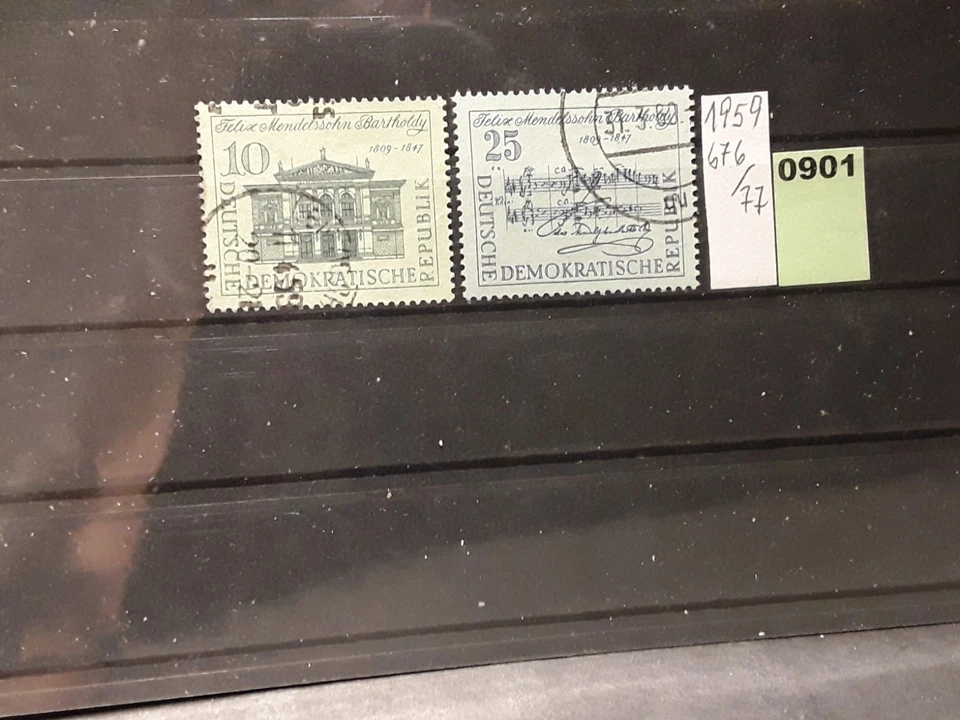 Felix Mendelssohn Bartholdy
1809-1847
10
DEUTSCHE
DEMOKRATISCHE
REPUBLIK
Felix Mendelssohn Bartholdy
1809-1847
25
DEUTSCHE
DEMOKRATISCHE
REPUBLIK
1959
676
/77
0901